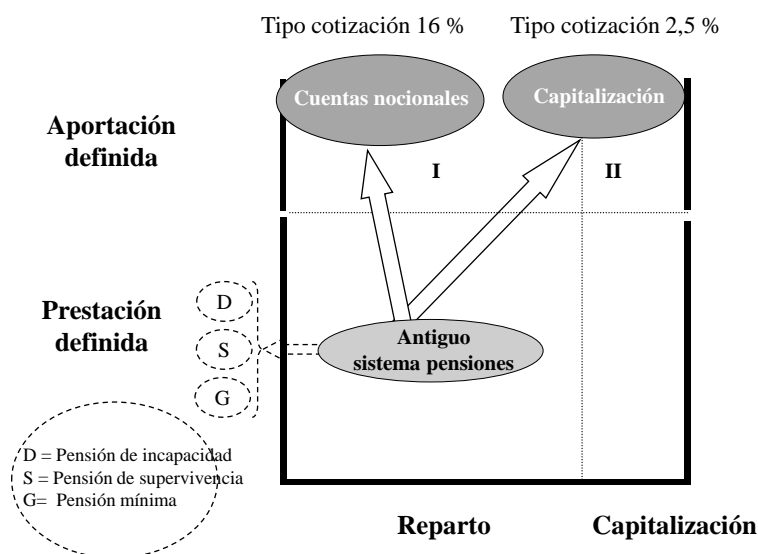 Tipo cotización 16 %
Tipo cotización 2,5 %
Cuentas nocionales
Capitalización
Aportación
definida
I
II
Prestación
definida
D
S
G
Antiguo
sistema pensiones
D = Pensión de incapacidad
S = Pensión de supervivencia
G= Pensión mínima
Reparto
Capitalización